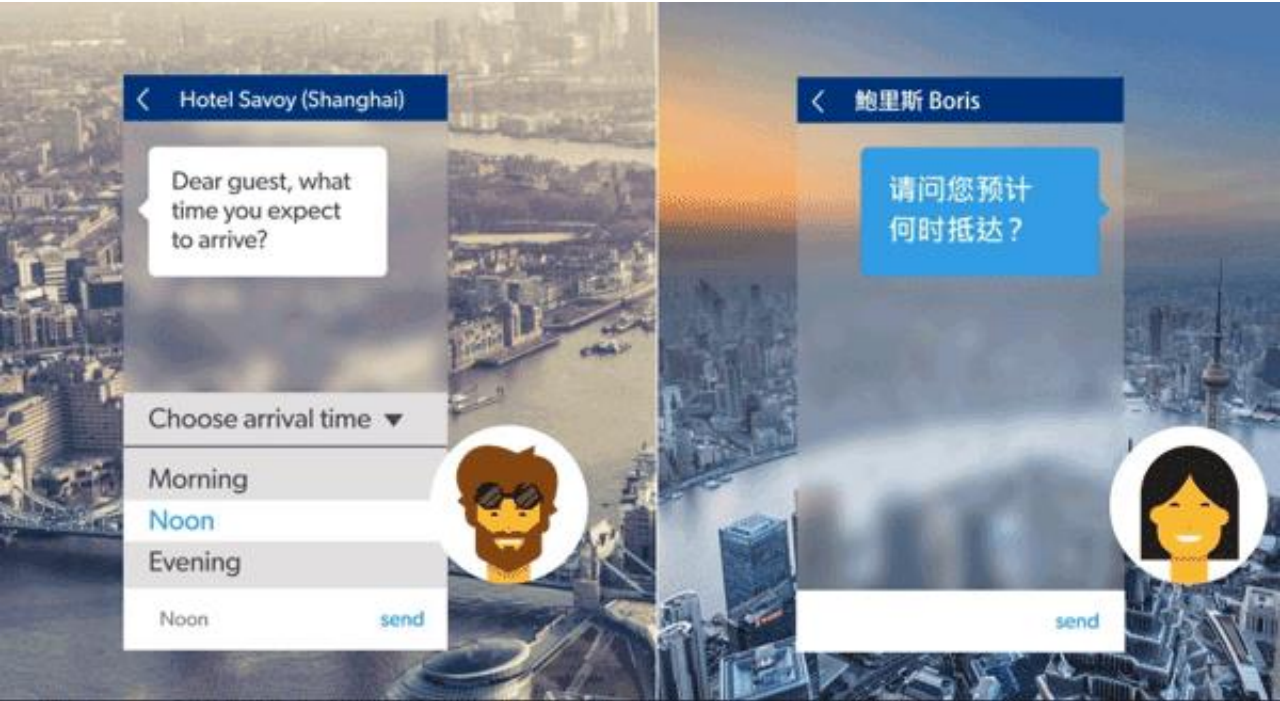 Hotel Savoy (Shanghai)
Dear guest, what
time you expect
to arrive?
Choose arrival time
Morning
Noon
Evening
Noon
send
鲍里斯 Boris
请问您预计
何时抵达？
send